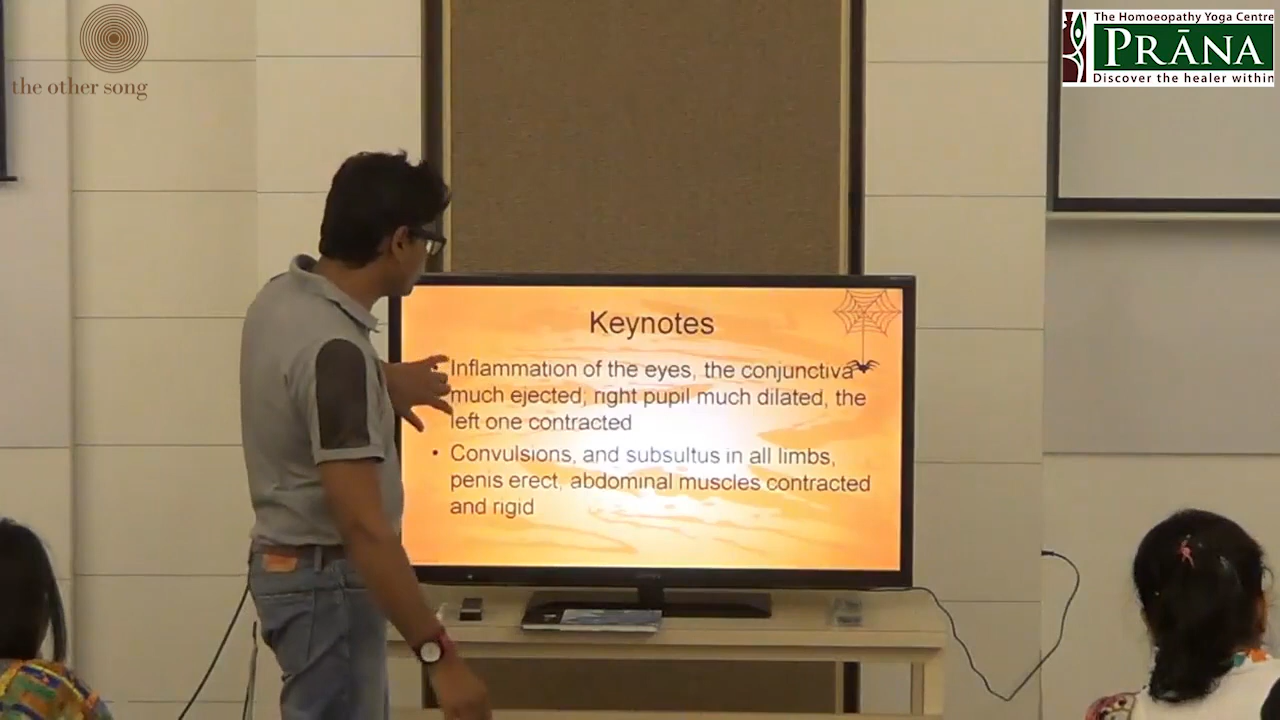 the other song
The Homoeopathy Yoga Centre
PRĀNA
Discover the healer within
Keynotes
Inflammation of the eyes, the conjunctiva
much ejected; right pupil much dilated, the
left one contracted
• Convulsions, and subsultus in all limbs,
penis erect, abdominal muscles contracted
and rigid